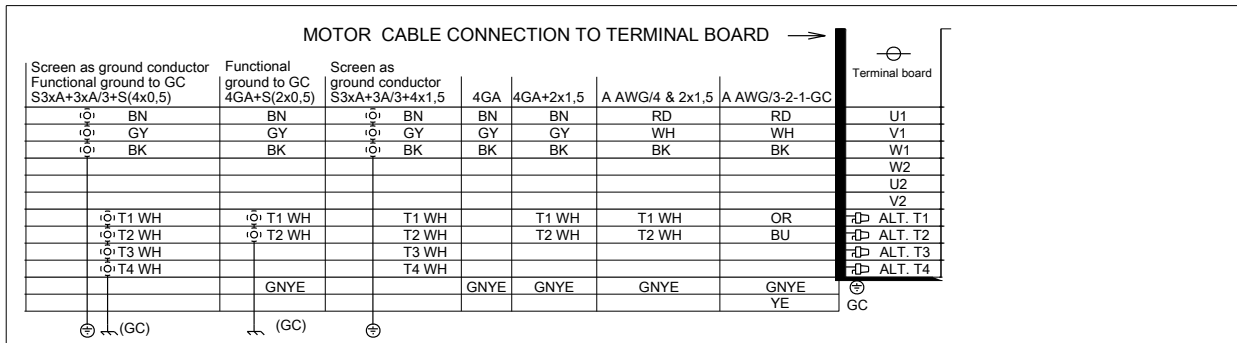 MOTOR CABLE CONNECTION TO TERMINAL BOARD
Screen as ground conductor
Functional ground to GC
S3xA+3xA/3+S(4x0,5)
Functional
ground to GC
4GA+S(2x0,5)
Screen as
ground conductor
S3xA+3A/3+4x1,5
4GA
4GA+2x1,5
A AWG/4 & 2x1,5
A AWG/3-2-1-GC
Terminal board
BN BN BN BN BN RD RD U1
GY GY GY GY GY WH WH V1
BK BK BK BK BK BK BK W1
W2
U2
V2
T1 WH T1 WH T1 WH T1 WH T1 WH OR ALT. T1
T2 WH T2 WH T2 WH T2 WH T2 WH BU ALT. T2
T3 WH T3 WH ALT. T3
T4 WH T4 WH ALT. T4
GNYE GNYE GNYE GNYE GNYE
YE GC
(GC) (GC)